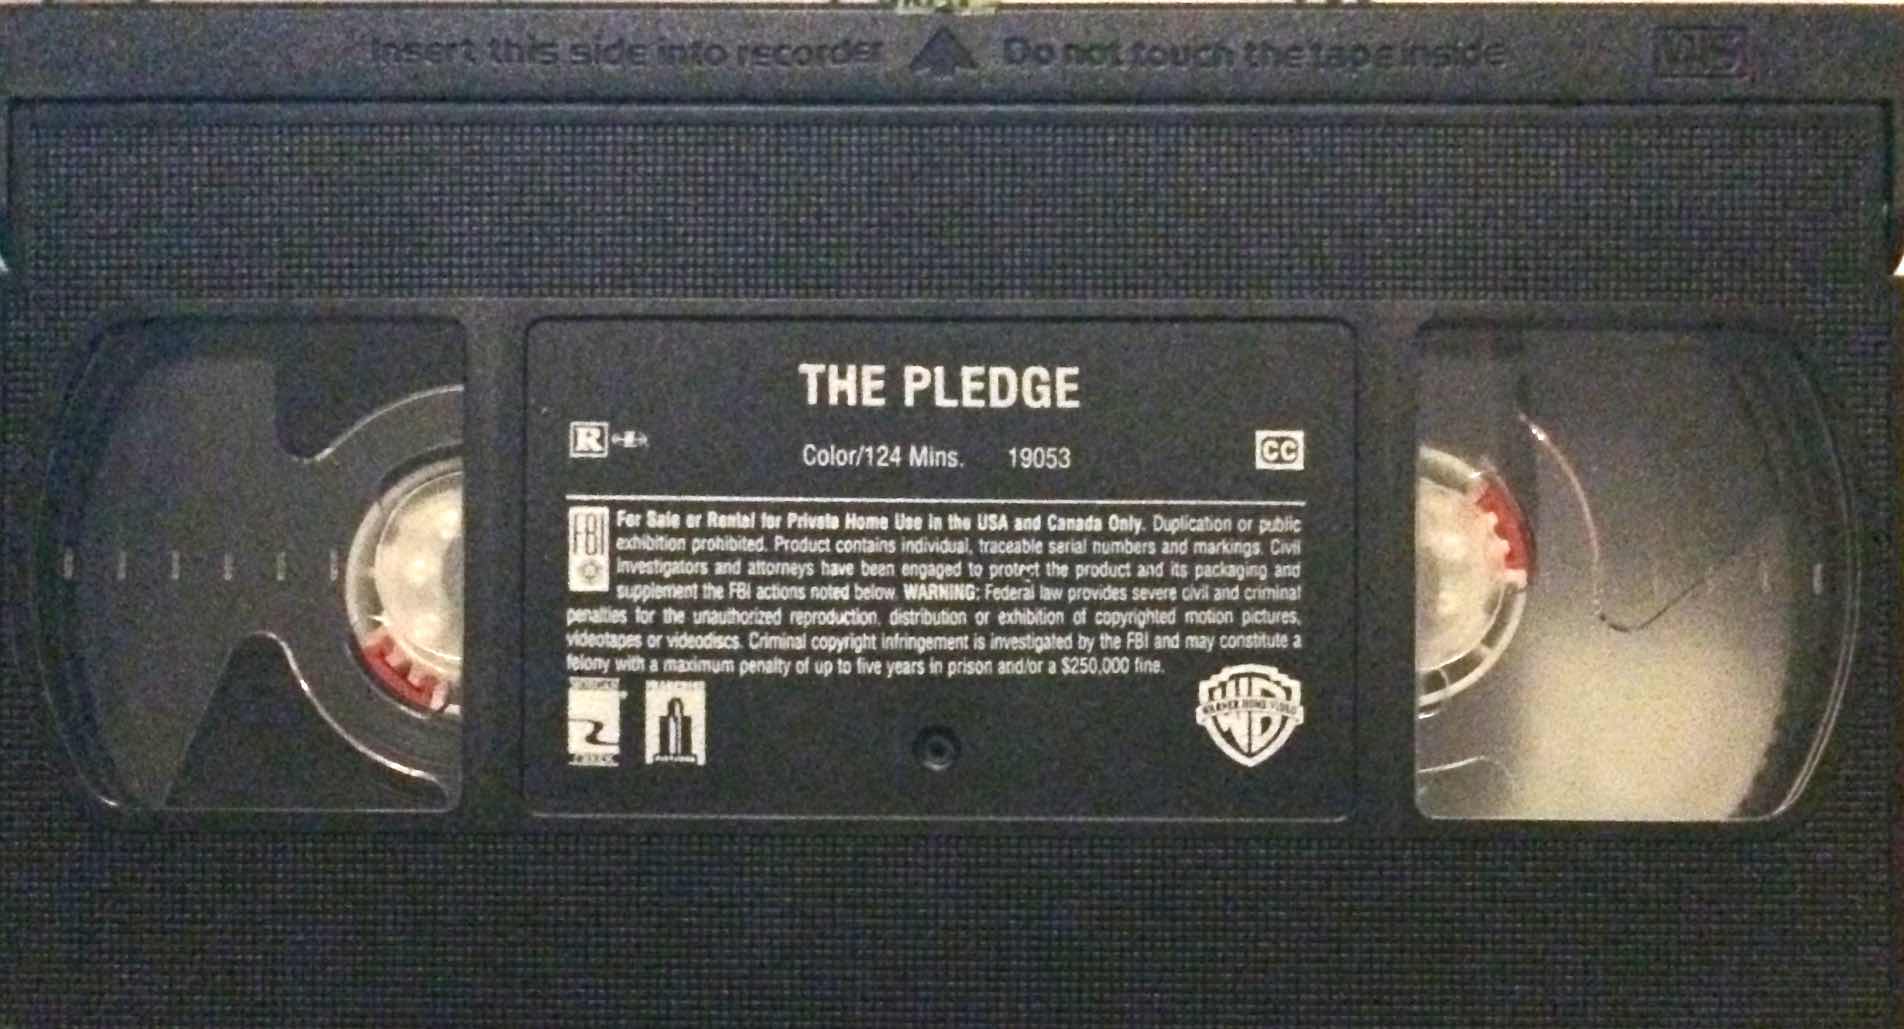 Insert this side into recorder Do not touch the tape inside VHS
THE PLEDGE
R
Color/124 Mins. 19053 CC
FBI For Sale or Rental for Private Home Use in the USA and Canada Only. Duplication or public
exhibition prohibited. Product contains individual, traceable serial numbers and markings. Civil
investigators and attorneys have been engaged to protect the product and its packaging and
supplement the FBI actions noted below. WARNING: Federal law provides severe civil and criminal
penalties for the unauthorized reproduction, distribution or exhibition of copyrighted motion pictures,
videotapes or videodiscs. Criminal copyright infringement is investigated by the FBI and may constitute a
felony with a maximum penalty of up to five years in prison and/or a $250,000 fine.
WB
WARNER HOME VIDEO